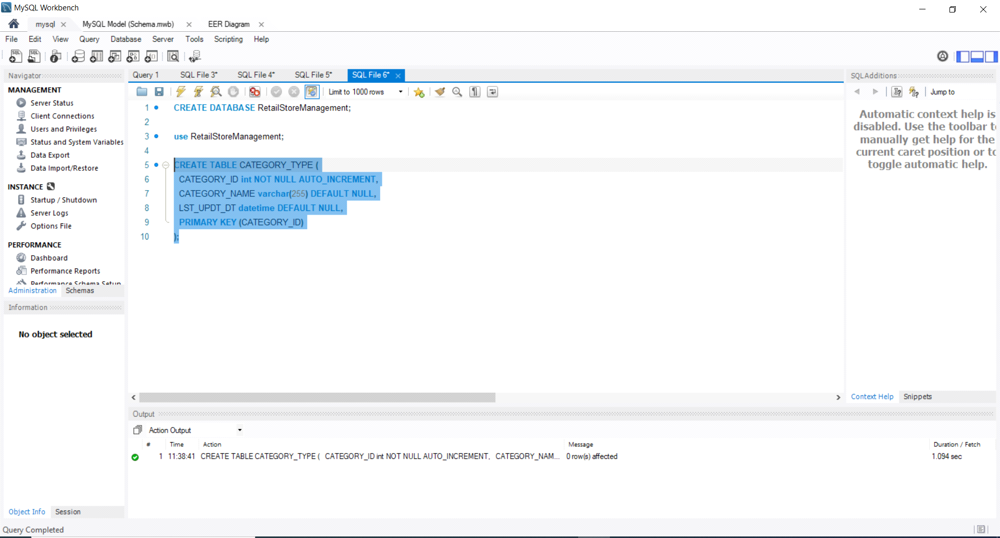 MySQL Workbench
mysql
MySQL Model (Schema.mwb)
EER Diagram
File Edit View Query Database Server Tools Scripting Help
Navigator
MANAGEMENT
Server Status
Client Connections
Users and Privileges
Status and System Variables
Data Export
Data Import/Restore
INSTANCE
Startup / Shutdown
Server Logs
Options File
PERFORMANCE
Dashboard
Performance Reports
Performance Schema Setup
Administration Schemas
Information
No object selected
Object Info Session
Query 1 SQL File 3* SQL File 4* SQL File 5* SQL File 6*
Limit to 1000 rows
1 CREATE DATABASE RetailStoreManagement;
2
3 use RetailStoreManagement;
4
5 CREATE TABLE CATEGORY_TYPE (
6 CATEGORY_ID int NOT NULL AUTO_INCREMENT,
7 CATEGORY_NAME varchar(255) DEFAULT NULL,
8 LST_UPDT_DT datetime DEFAULT NULL,
9 PRIMARY KEY (CATEGORY_ID)
10 );
SQLAdditions
Jump to
Automatic context help is
disabled. Use the toolbar t
manually get help for the
current caret position or to
toggle automatic help.
Context Help Snippets
Output
Action Output
# Time Action Message Duration / Fetch
1 11:38:41 CREATE TABLE CATEGORY_TYPE ( CATEGORY_ID int NOT NULL AUTO_INCREMENT, CATEGORY_NAM... 0 row(s) affected 1.094 sec
Query Completed